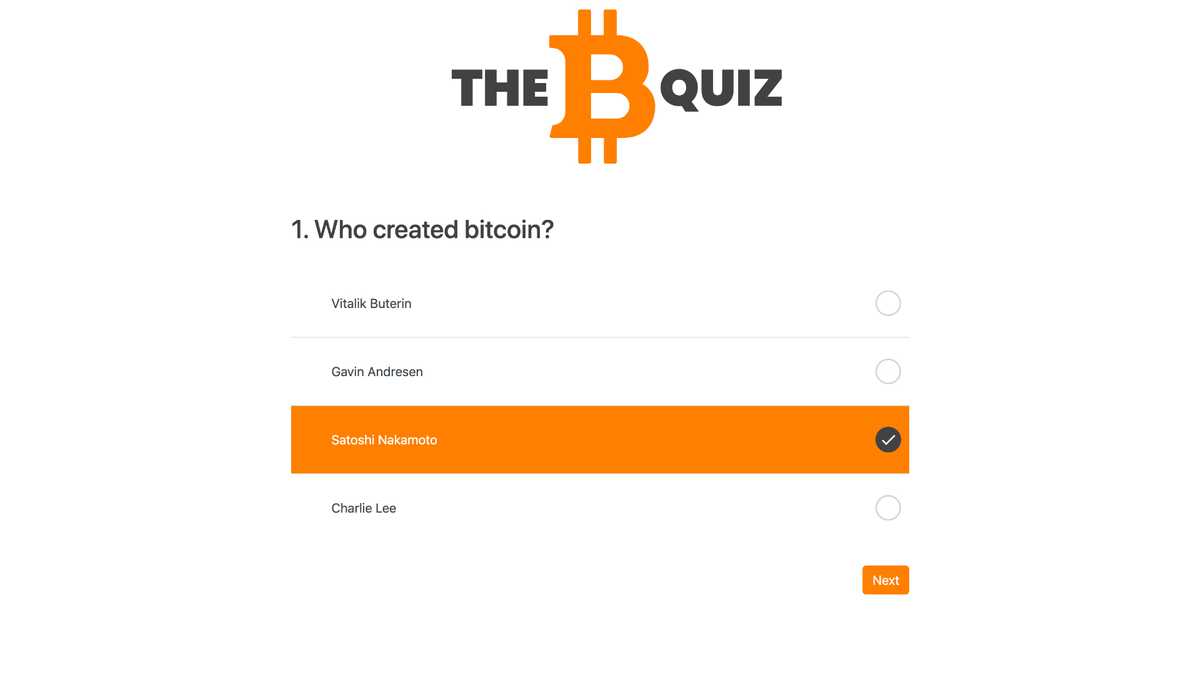 THE B QUIZ
1. Who created bitcoin?
Vitalik Buterin
Gavin Andresen
Satoshi Nakamoto
Charlie Lee
Next